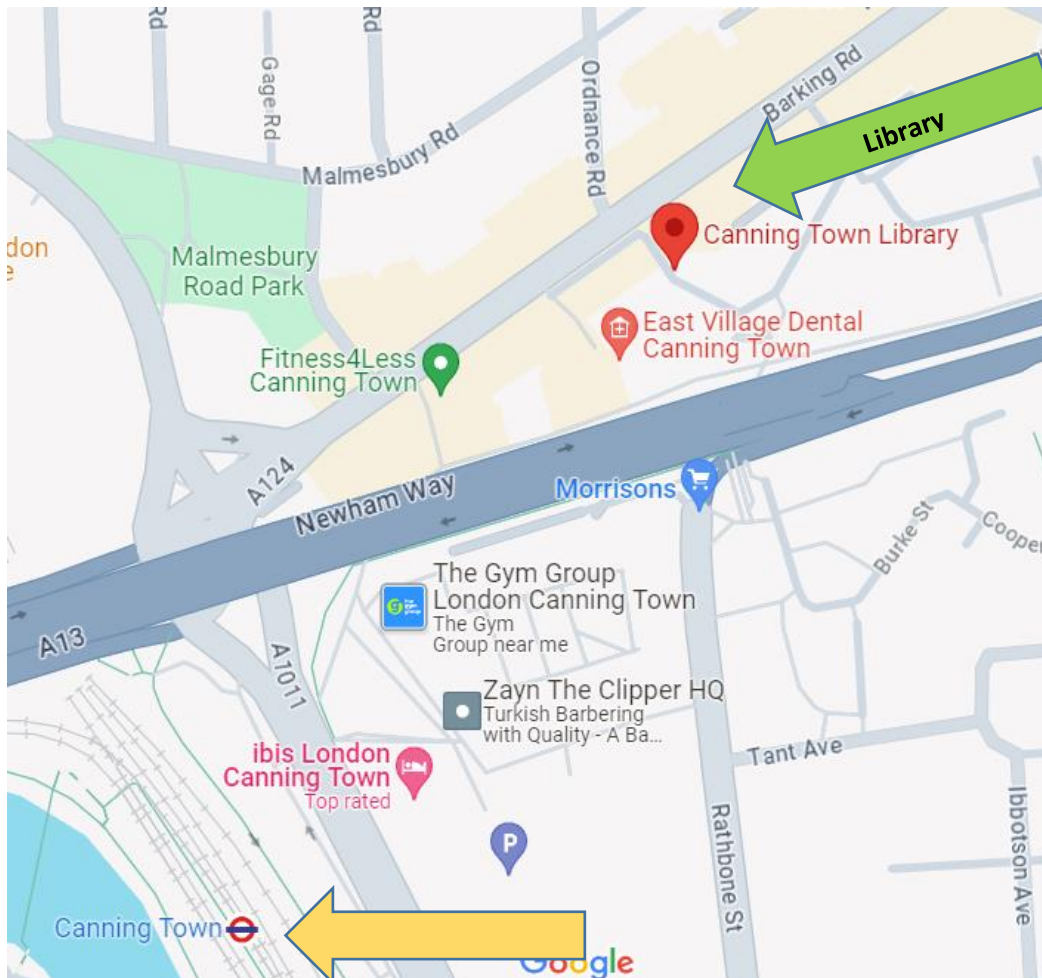 Rd
Rd
Gage Rd
Ordnance Rd
Barking Rd
Library
Malmesbury Rd
Canning Town Library
don
e
Malmesbury
Road Park
East Village Dental
Canning Town
Fitness4Less
Canning Town
A124
Newham Way
Morrisons
Burke St
Cooper
The Gym Group
London Canning Town
The Gym
Group near me
A13
A1011
Zayn The Clipper HQ
Turkish Barbering
with Quality - A Ba...
Tant Ave
ibis London
Canning Town
Top rated
Rathbone St
Ibbotson Ave
P
Canning Town
Google